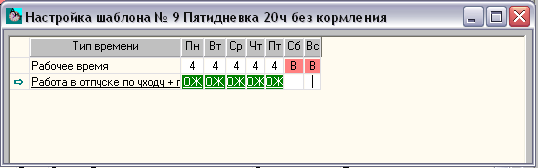 Настройка шаблона № 9 Пятидневка 20ч без кормления
Тип времени Пн Вт Ср Чт Пт Сб Вс
Рабочее время 4 4 4 4 4 В В
Работа в отпуске по уходу + г ОЖ ОЖ ОЖ ОЖ ОЖ